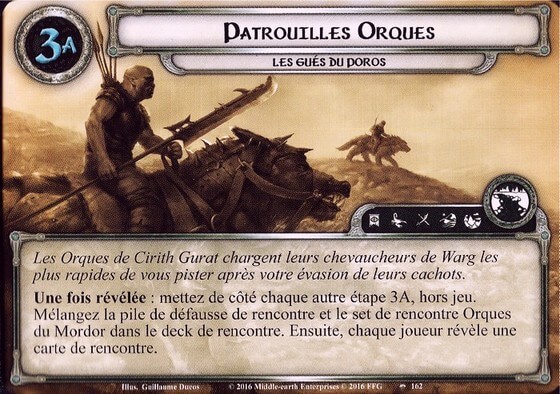 3A
Patrouilles Orques
Les Gués du Poros
Les Orques de Cirith Gurat chargent leurs chevaucheurs de Warg les
plus rapides de vous pister après votre évasion de leurs cachots.
Une fois révélée : mettez de côté chaque autre étape 3A, hors jeu.
Mélangez la pile de défausse de rencontre et le set de rencontre Orques
du Mordor dans le deck de rencontre. Ensuite, chaque joueur révèle une
carte de rencontre.
Illus. Guillaume Ducos © 2016 Middle-earth Enterprises © 2016 FFG 162